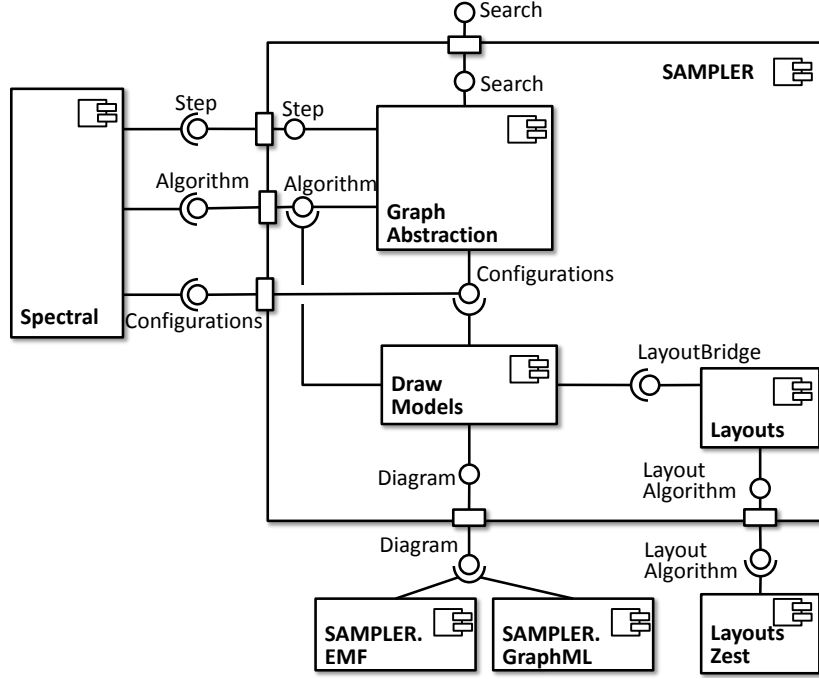 Search
SAMPLER
Search
Step
Step
Algorithm
Algorithm
Graph
Abstraction
Configurations
Spectral
Configurations
LayoutBridge
Draw
Models
Layouts
Diagram
Layout
Algorithm
Diagram
Layout
Algorithm
SAMPLER.
EMF
SAMPLER.
GraphML
Layouts
Zest